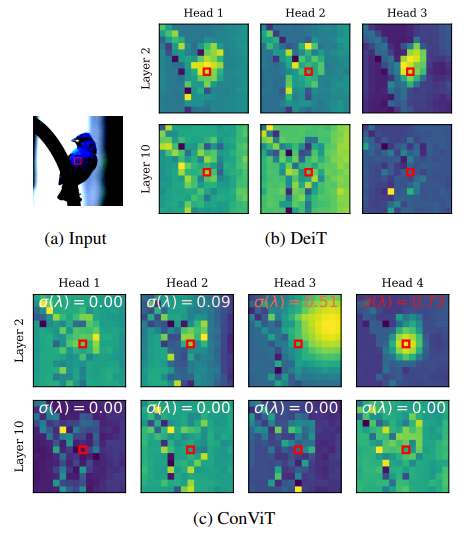 Head 1 Head 2 Head 3
Layer 2
Layer 10
(a) Input
(b) DeiT
Head 1 Head 2 Head 3 Head 4
Layer 2
σ(λ) = 0.00 σ(λ) = 0.09 σ(λ) = 0.51 σ(λ) = 0.73
Layer 10
σ(λ) = 0.00 σ(λ) = 0.00 σ(λ) = 0.00 σ(λ) = 0.00
(c) ConViT